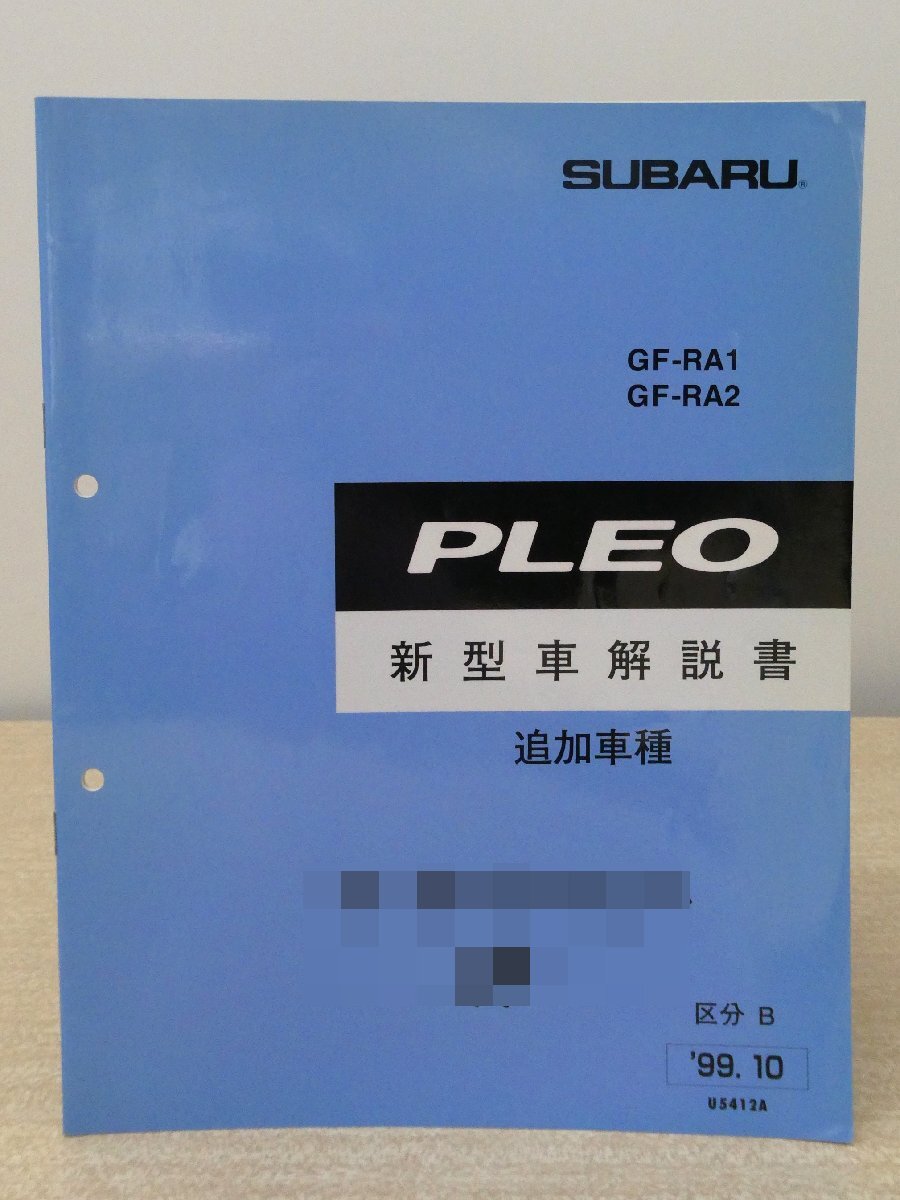 SUBARU®
GF-RA1
GF-RA2
PLEO
新型車解説書
追加車種
区分 B
'99.10
U5412A